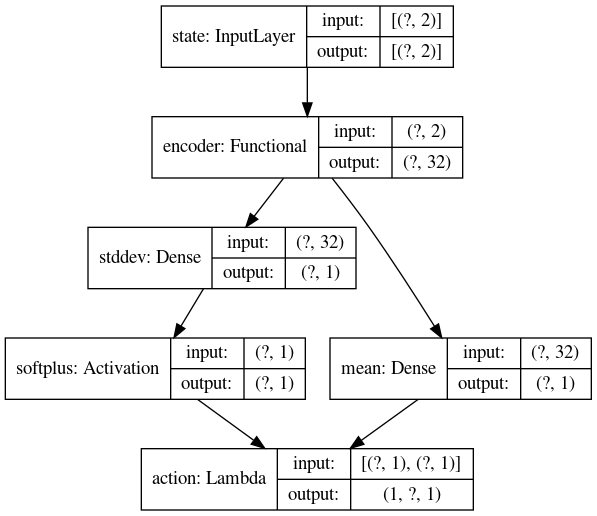 state: InputLayer
input:
[(?, 2)]
output:
[(?, 2)]
encoder: Functional
input:
(?, 2)
output:
(?, 32)
stddev: Dense
input:
(?, 32)
output:
(?, 1)
softplus: Activation
input:
(?, 1)
output:
(?, 1)
mean: Dense
input:
(?, 32)
output:
(?, 1)
action: Lambda
input:
[(?, 1), (?, 1)]
output:
(1, ?, 1)